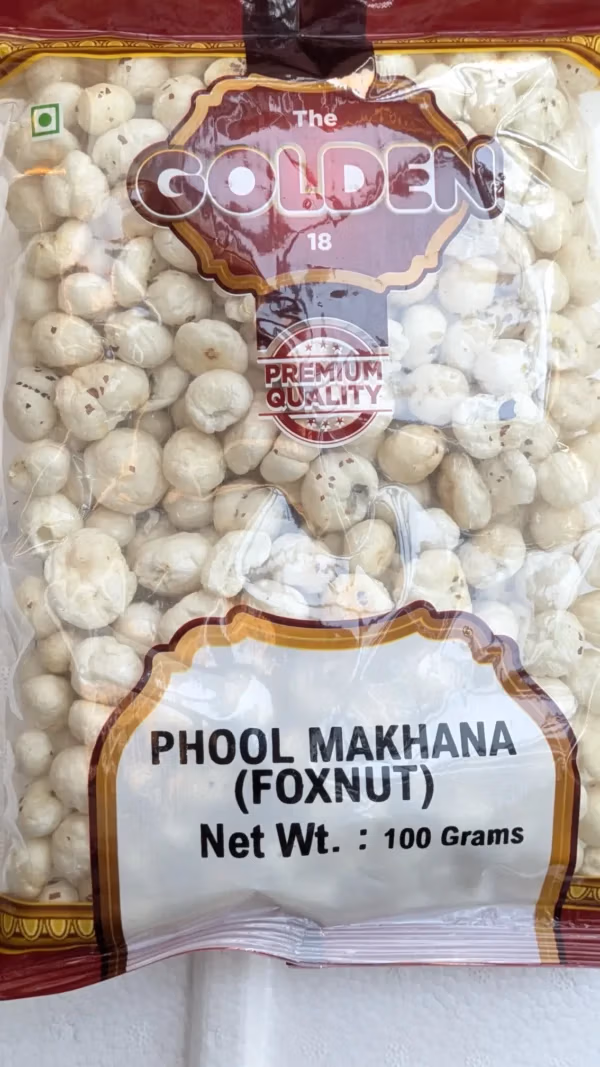 The
GOLDEN
18
PREMIUM
QUALITY
PHOOL MAKHANA
(FOXNUT)
Net Wt. : 100 Grams